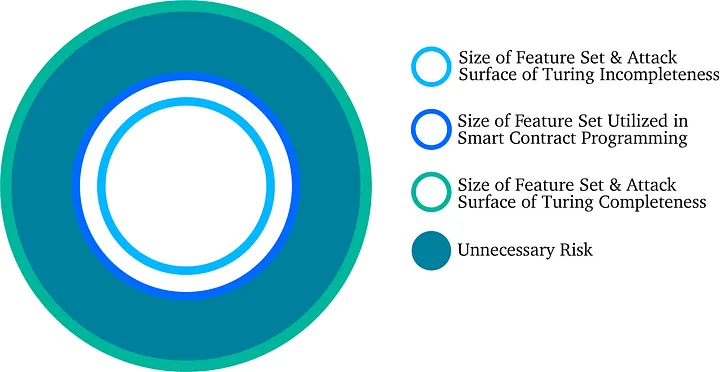 Size of Feature Set & Attack
Surface of Turing Incompleteness
Size of Feature Set Utilized in
Smart Contract Programming
Size of Feature Set & Attack
Surface of Turing Completeness
Unnecessary Risk